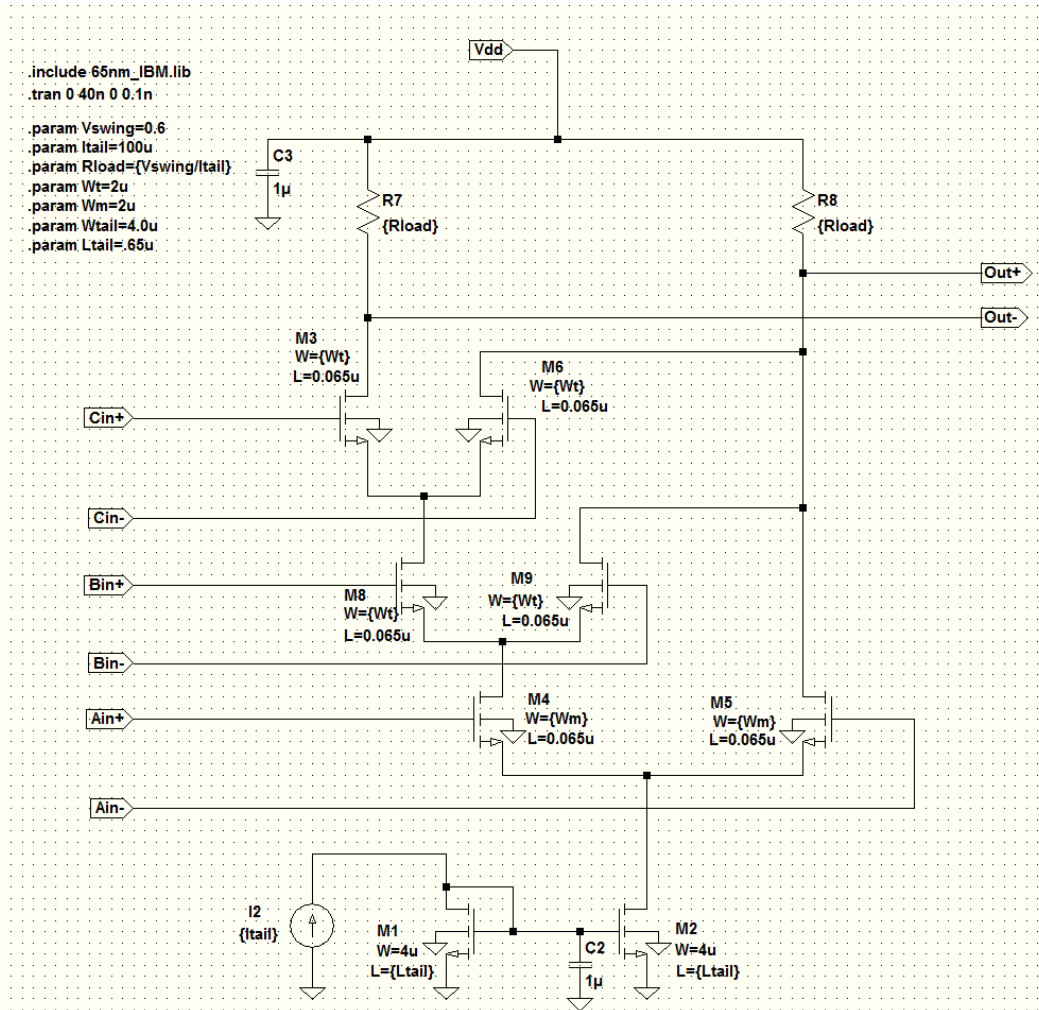 Vdd
.include 65nm_IBM.lib
.tran 0 40n 0 0.1n
.param Vswing=0.6
.param Itail=100u
.param Rload={Vswing/Itail}
.param Wt=2u
.param Wm=2u
.param Wtail=4.0u
.param Ltail=.65u
C3
1µ
R7
{Rload}
R8
{Rload}
Out+
Out-
M3
W={Wt}
L=0.065u
M6
W={Wt}
L=0.065u
Cin+
Cin-
Bin+
M8
W={Wt}
L=0.065u
M9
W={Wt}
L=0.065u
Bin-
Ain+
M4
W={Wm}
L=0.065u
M5
W={Wm}
L=0.065u
Ain-
I2
{Itail}
M1
W=4u
L={Ltail}
C2
1µ
M2
W=4u
L={Ltail}